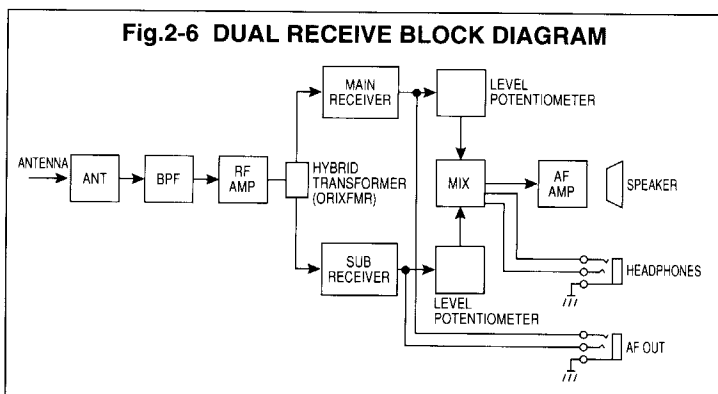 Fig.2-6 DUAL RECEIVE BLOCK DIAGRAM
MAIN
RECEIVER
LEVEL
POTENTIOMETER
ANTENNA
ANT
BPF
RF
AMP
HYBRID
TRANSFORMER
(ORIXFMR)
MIX
AF
AMP
SPEAKER
SUB
RECEIVER
LEVEL
POTENTIOMETER
HEADPHONES
AF OUT